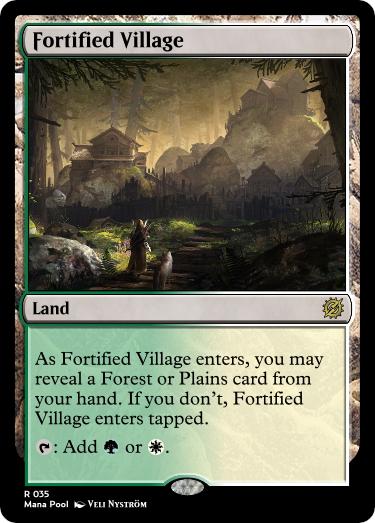 Fortified Village
Land
As Fortified Village enters, you may
reveal a Forest or Plains card from
your hand. If you don't, Fortified
Village enters tapped.
: Add or .
R 035
Mana Pool VELI NYSTRÖM